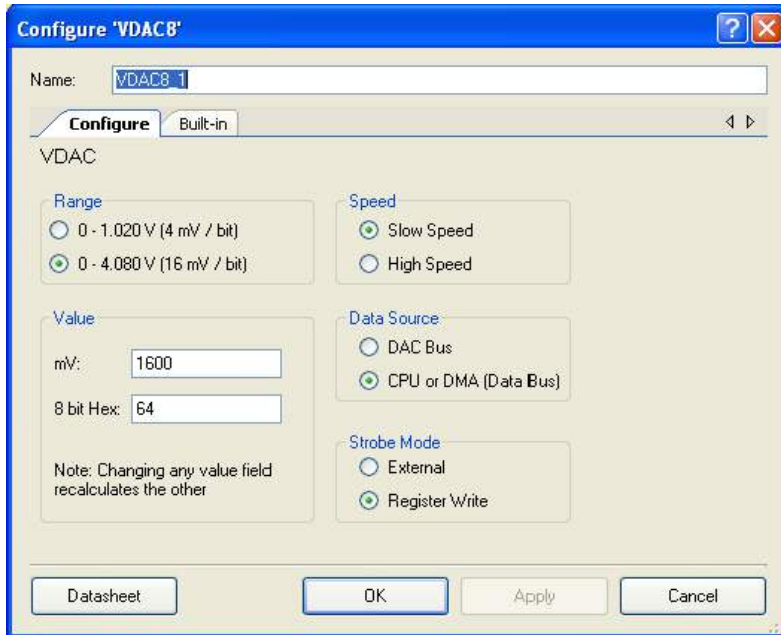 Configure 'VDAC8'
Name: VDAC8_1
Configure Built-in
VDAC
Range
0 - 1.020 V (4 mV / bit)
0 - 4.080 V (16 mV / bit)
Speed
Slow Speed
High Speed
Value
mV: 1600
8 bit Hex: 64
Note: Changing any value field
recalculates the other
Data Source
DAC Bus
CPU or DMA (Data Bus)
Strobe Mode
External
Register Write
Datasheet OK Apply Cancel